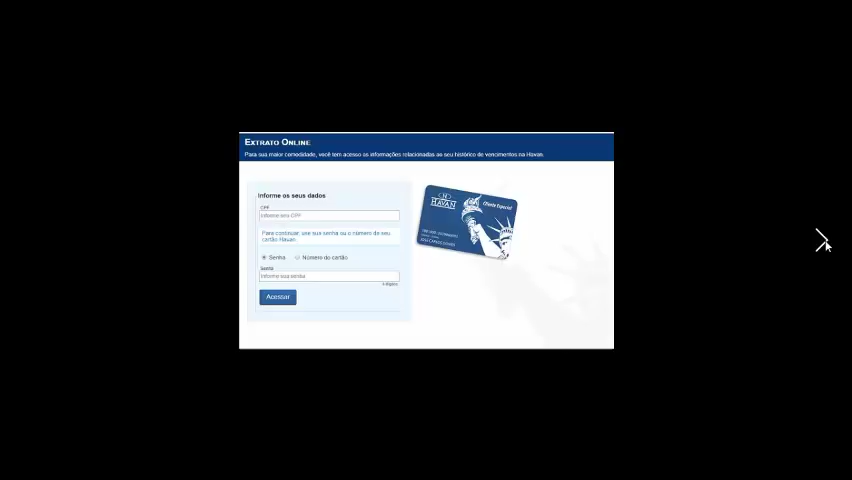 EXTRATO ONLINE
Para sua maior comodidade, você tem acesso as informações relacionadas ao seu histórico de vencimentos na Havan.
Informe os seus dados
CPF
Informe seu CPF
Para continuar, use sua senha ou o número de seu
cartão Havan.
Senha
Número do cartão
Senha
Informe sua senha
Acessar
HAVAN
Cliente Especial